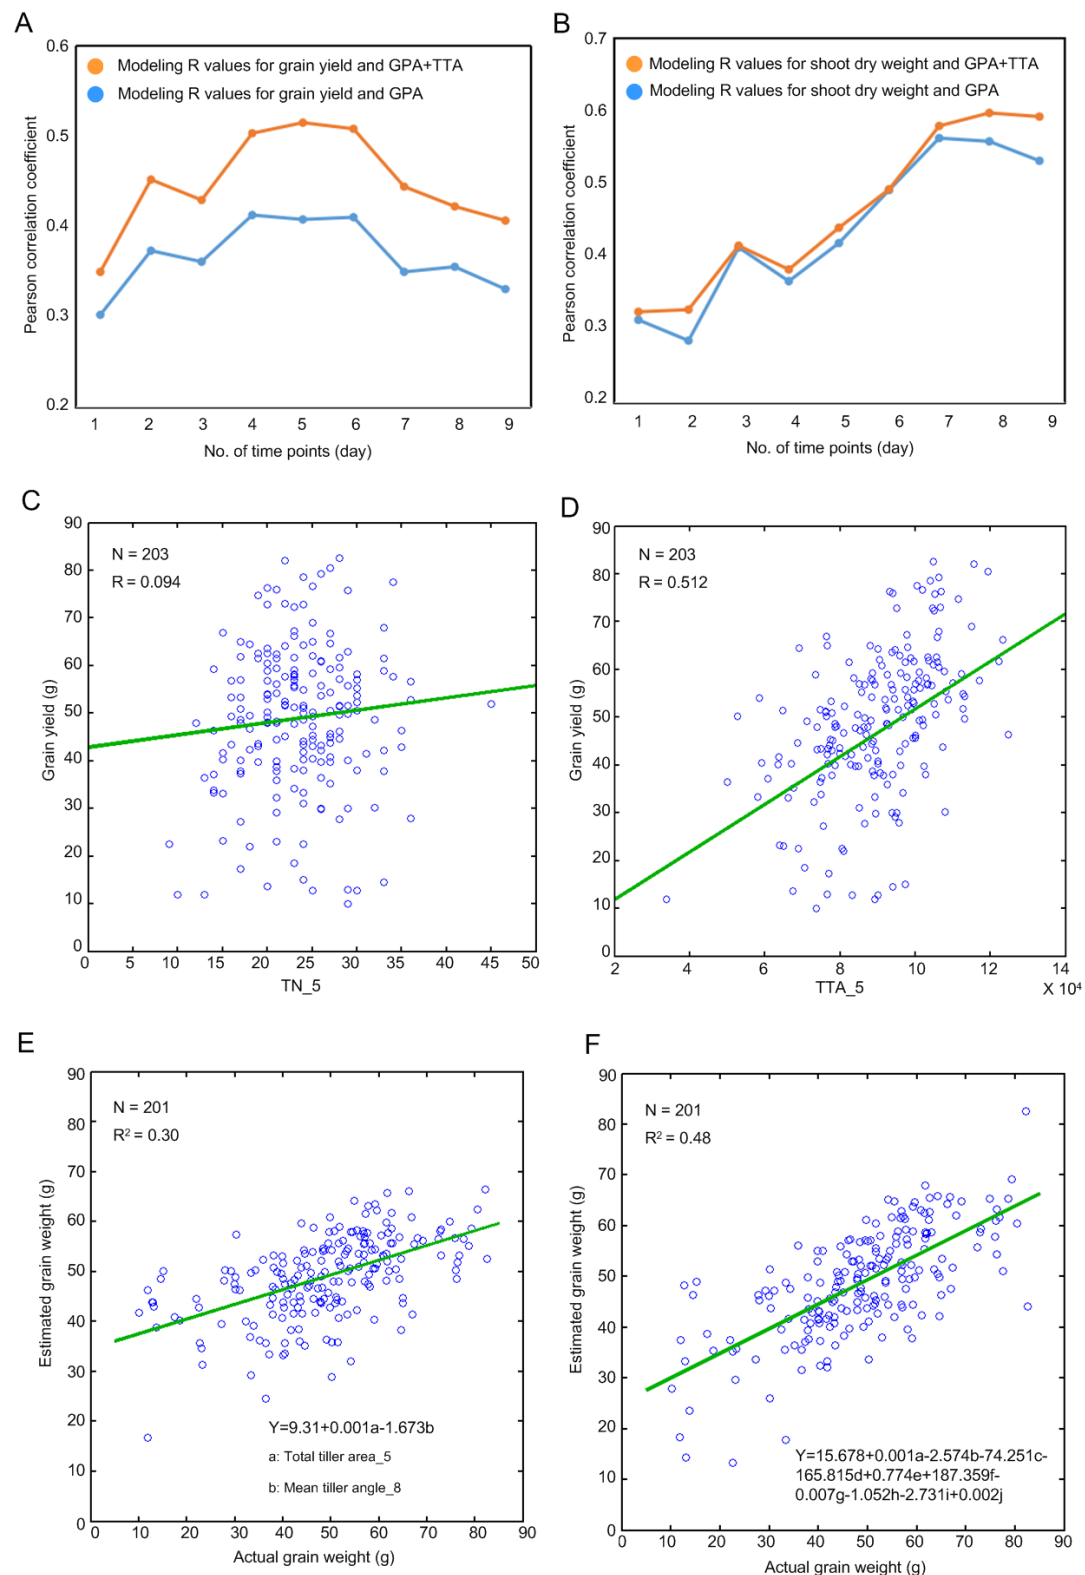 A
0.6
0.5
0.4
0.3
0.2
Pearson correlation coefficient
Modeling R values for grain yield and GPA+TTA
Modeling R values for grain yield and GPA
1 2 3 4 5 6 7 8 9
No. of time points (day)
B
0.7
0.6
0.5
0.4
0.3
0.2
Pearson correlation coefficient
Modeling R values for shoot dry weight and GPA+TTA
Modeling R values for shoot dry weight and GPA
1 2 3 4 5 6 7 8 9
No. of time points (day)
C
90
80
70
60
50
40
30
20
10
0
Grain yield (g)
N = 203
R = 0.094
0 5 10 15 20 25 30 35 40 45 50
TN_5
D
90
80
70
60
50
40
30
20
10
0
Grain yield (g)
N = 203
R = 0.512
2 4 6 8 10 12 14
TTA_5
X 10⁴
E
90
80
70
60
50
40
30
20
10
0
Estimated grain weight (g)
N = 201
R² = 0.30
Y=9.31+0.001a-1.673b
a: Total tiller area_5
b: Mean tiller angle_8
0 10 20 30 40 50 60 70 80 90
Actual grain weight (g)
F
90
80
70
60
50
40
30
20
10
0
Estimated grain weight (g)
N = 201
R² = 0.48
Y=15.678+0.001a-2.574b-74.251c-
165.815d+0.774e+187.359f-
0.007g-1.052h-2.731i+0.002j
0 10 20 30 40 50 60 70 80 90
Actual grain weight (g)